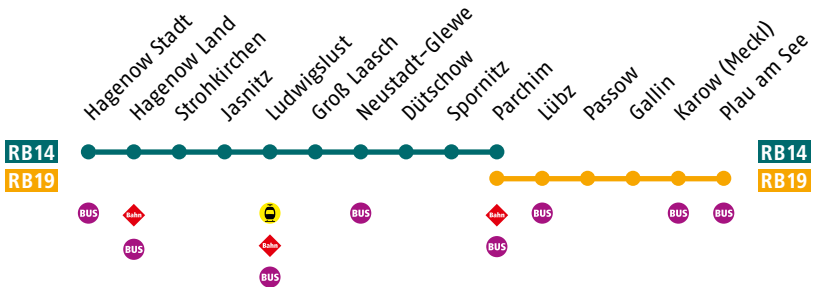 Hagenow Stadt
Hagenow Land
Strohkirchen
Jasnitz
Ludwigslust
Groß Laasch
Neustadt-Glewe
Dütschow
Spornitz
Parchim
Lübz
Passow
Gallin
Karow (Meckl)
Plau am See
RB14 RB14
RB19 RB19
BUS Bahn BUS Bahn BUS BUS BUS
BUS Bahn BUS
BUS